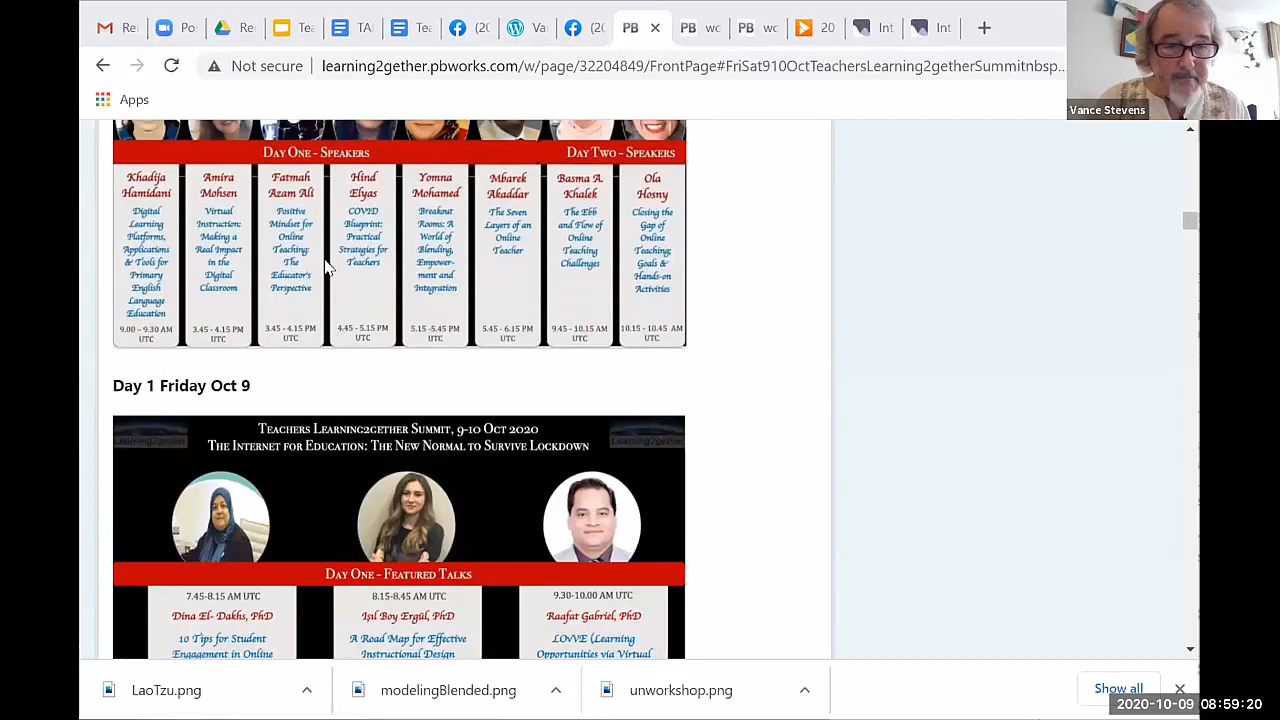 Re
Po
Re
Te
TA
Te
(20
Va
(20
PB
PB wc
PB wc
20
Int
Int
Not secure
learning2gether.pbworks.com/w/page/32204849/FrontPage#FriSat910OctTeachersLearning2getherSummitnbsp...
Vance Stevens
Apps
Day One – Speakers
Day Two – Speakers
Khadija
Hamidani
Digital
Learning
Platforms,
Applications
& Tools for
Primary
English
Language
Education
9.00 – 9.30 AM
UTC
Amira
Mohsen
Virtual
Instruction:
Making a
Real Impact
in the
Digital
Classroom
3.45 - 4.15 PM
UTC
Fatmah
Azam Ali
Positive
Mindset for
Online
Teaching:
The
Educator's
Perspective
3.45 - 4.15 PM
UTC
Hind
Elyas
COVID
Blueprint:
Practical
Strategies for
Teachers
4.45 - 5.15 PM
UTC
Yomna
Mohamed
Breakout
Rooms: A
World of
Blending,
Empower-
ment and
Integration
5.15 -5.45 PM
UTC
Mbarek
Akaddar
The Seven
Layers of an
Online
Teacher
5.45 - 6.15 PM
UTC
Basma A.
Khalek
The Ebb
and Flow of
Online
Teaching
Challenges
9.45 - 10.15 AM
UTC
Ola
Hosny
Closing the
Gap of
Online
Teaching;
Goals &
Hands-on
Activities
10.15 - 10.45 AM
UTC
Day 1 Friday Oct 9
Learning2gether
Learning2gether
Teachers Learning2gether Summit, 9-10 Oct 2020
The Internet for Education: The New Normal to Survive Lockdown
Day One – Featured Talks
7.45-8.15 AM UTC
Dina El- Dakhs, PhD
10 Tips for Student
Engagement in Online
8.15-8.45 AM UTC
Işıl Boy Ergül, PhD
A Road Map for Effective
Instructional Design
9.30-10.00 AM UTC
Raafat Gabriel, PhD
LOvVE (Learning
Opportunities via Virtual
LaoTzu.png
modelingBlended.png
unworkshop.png
Show all
2020-10-09 08:59:20